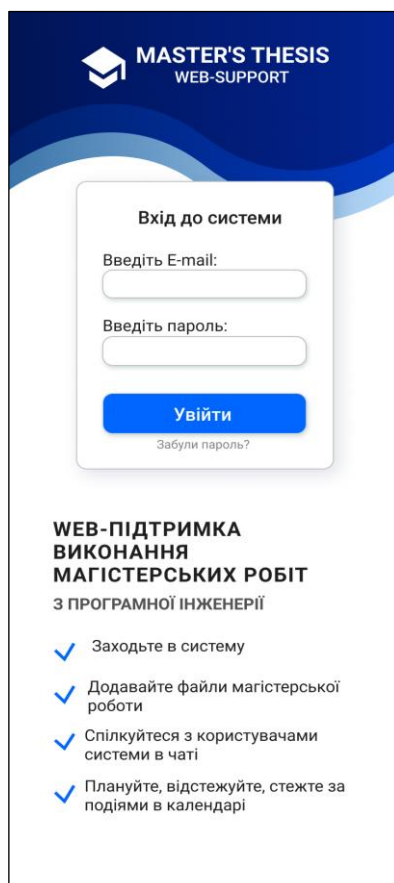 MASTER'S THESIS
WEB-SUPPORT
Вхід до системи
Введіть E-mail:
Введіть пароль:
Увійти
Забули пароль?
WEB-ПІДТРИМКА
ВИКОНАННЯ
МАГІСТЕРСЬКИХ РОБІТ
З ПРОГРАМНОЇ ІНЖЕНЕРІЇ
Заходьте в систему
Додавайте файли магістерської
роботи
Спілкуйтеся з користувачами
системи в чаті
Плануйте, відстежуйте, стежте за
подіями в календарі